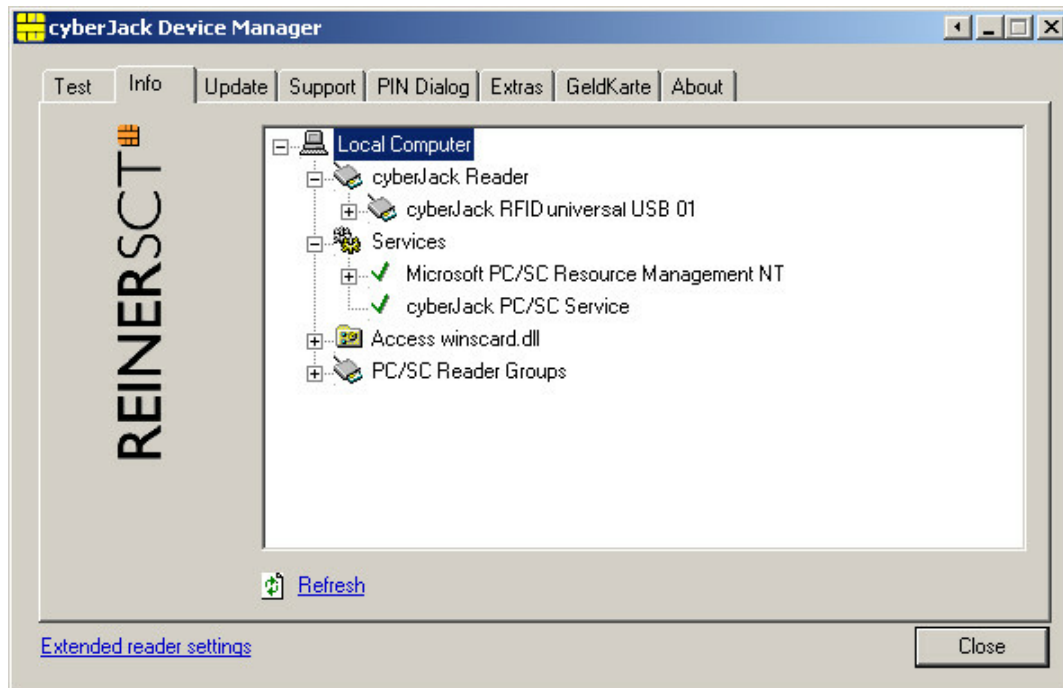 cyberJack Device Manager
Test Info Update Support PIN Dialog Extras GeldKarte About
REINERSCT
Local Computer
cyberJack Reader
cyberJack RFID universal USB 01
Services
Microsoft PC/SC Resource Management NT
cyberJack PC/SC Service
Access winscard.dll
PC/SC Reader Groups
Refresh
Extended reader settings Close